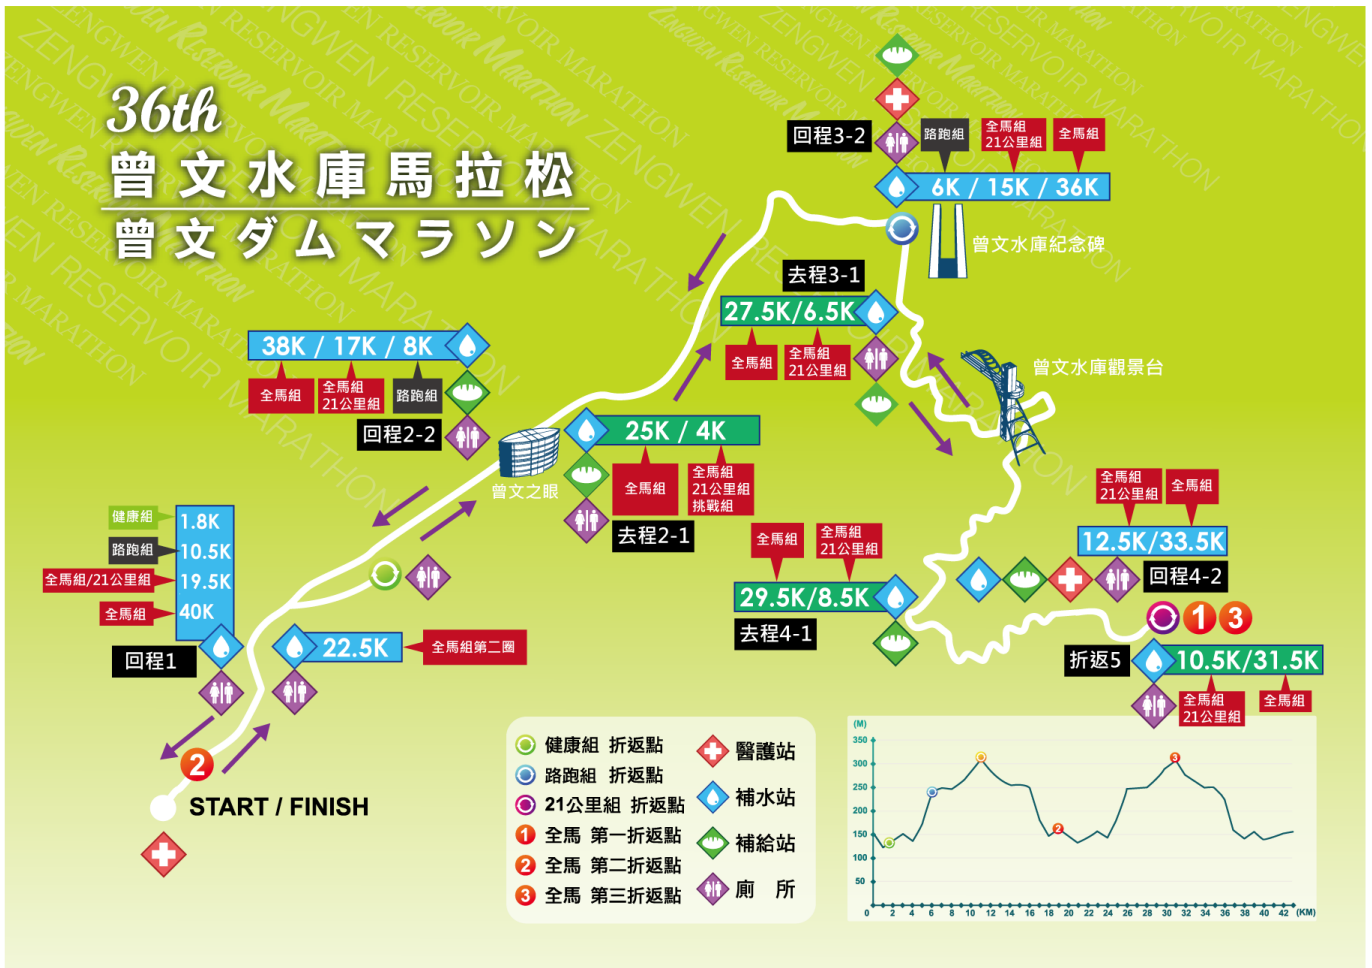 36th
曾文水庫馬拉松
曾文ダムマラソン
回程3-2
路跑組
全馬組
21公里組
全馬組
6K / 15K / 36K
曾文水庫紀念碑
去程3-1
27.5K/6.5K
全馬組
全馬組
21公里組
曾文水庫觀景台
38K / 17K / 8K
全馬組
全馬組
21公里組
路跑組
回程2-2
25K / 4K
全馬組
全馬組
21公里組
挑戰組
去程2-1
曾文之眼
健康組
1.8K
路跑組
10.5K
全馬組/21公里組
19.5K
全馬組
40K
回程1
22.5K
全馬組第二圈
全馬組
全馬組
21公里組
29.5K/8.5K
去程4-1
全馬組
21公里組
全馬組
12.5K/33.5K
回程4-2
1
3
折返5
10.5K/31.5K
全馬組
21公里組
全馬組
2
START / FINISH
健康組 折返點
路跑組 折返點
21公里組 折返點
1 全馬 第一折返點
2 全馬 第二折返點
3 全馬 第三折返點
醫護站
補水站
補給站
廁 所
(M)
350
300
250
200
150
100
50
3
2
0 2 4 6 8 10 12 14 16 18 20 22 24 26 28 30 32 34 36 38 40 42 (KM)
ZENGWEN RESERVOIR MARATHON